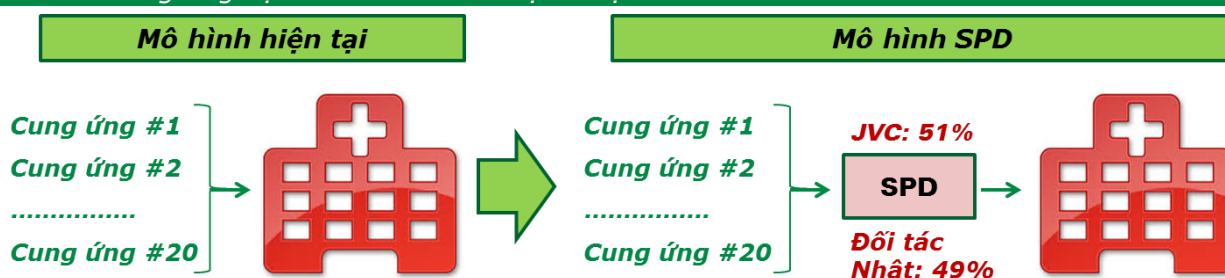 Mô hình hiện tại
Mô hình SPD
Cung ứng #1
Cung ứng #2
................
Cung ứng #20
Cung ứng #1
Cung ứng #2
................
Cung ứng #20
JVC: 51%
SPD
Đối tác
Nhật: 49%